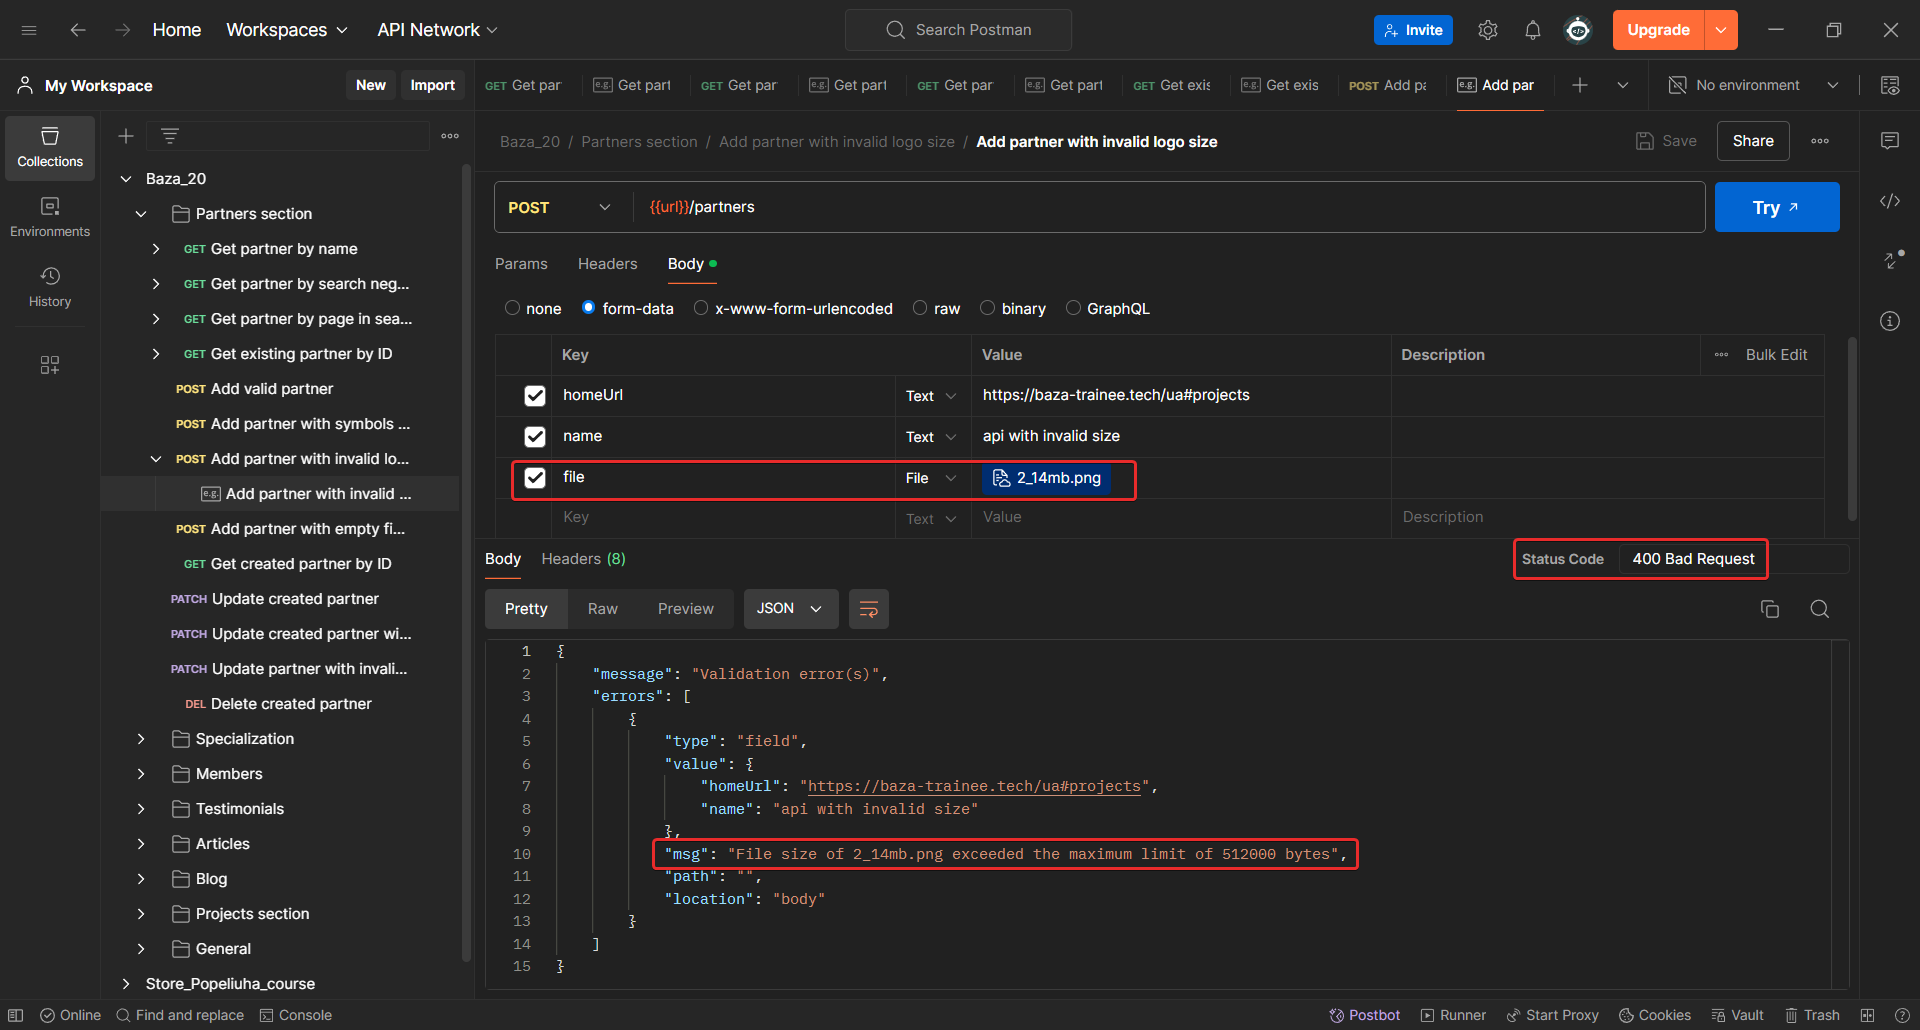 Home
Workspaces
API Network
Search Postman
Invite
Upgrade
My Workspace
New
Import
GET Get par
e.g. Get part
GET Get par
e.g. Get part
GET Get par
e.g. Get part
GET Get exis
e.g. Get exis
POST Add pa
e.g. Add par
No environment
Collections
Environments
History
Baza_20
Partners section
GET Get partner by name
GET Get partner by search neg...
GET Get partner by page in sea...
GET Get existing partner by ID
POST Add valid partner
POST Add partner with symbols ...
POST Add partner with invalid lo...
e.g. Add partner with invalid ...
POST Add partner with empty fi...
GET Get created partner by ID
PATCH Update created partner
PATCH Update created partner wi...
PATCH Update partner with invali...
DEL Delete created partner
Specialization
Members
Testimonials
Articles
Blog
Projects section
General
Store_Popeliuha_course
Baza_20 / Partners section / Add partner with invalid logo size / Add partner with invalid logo size
Save
Share
POST
{{url}}/partners
Try
Params
Headers
Body
none
form-data
x-www-form-urlencoded
raw
binary
GraphQL
Key Value Description Bulk Edit
homeUrl Text https://baza-trainee.tech/ua#projects
name Text api with invalid size
file File 2_14mb.png
Key Text Value Description
Body
Headers (8)
Status Code 400 Bad Request
Pretty
Raw
Preview
JSON
1 {
2 "message": "Validation error(s)",
3 "errors": [
4 {
5 "type": "field",
6 "value": {
7 "homeUrl": "https://baza-trainee.tech/ua#projects",
8 "name": "api with invalid size"
9 },
10 "msg": "File size of 2_14mb.png exceeded the maximum limit of 512000 bytes",
11 "path": "",
12 "location": "body"
13 }
14 ]
15 }
Online
Find and replace
Console
Postbot
Runner
Start Proxy
Cookies
Vault
Trash